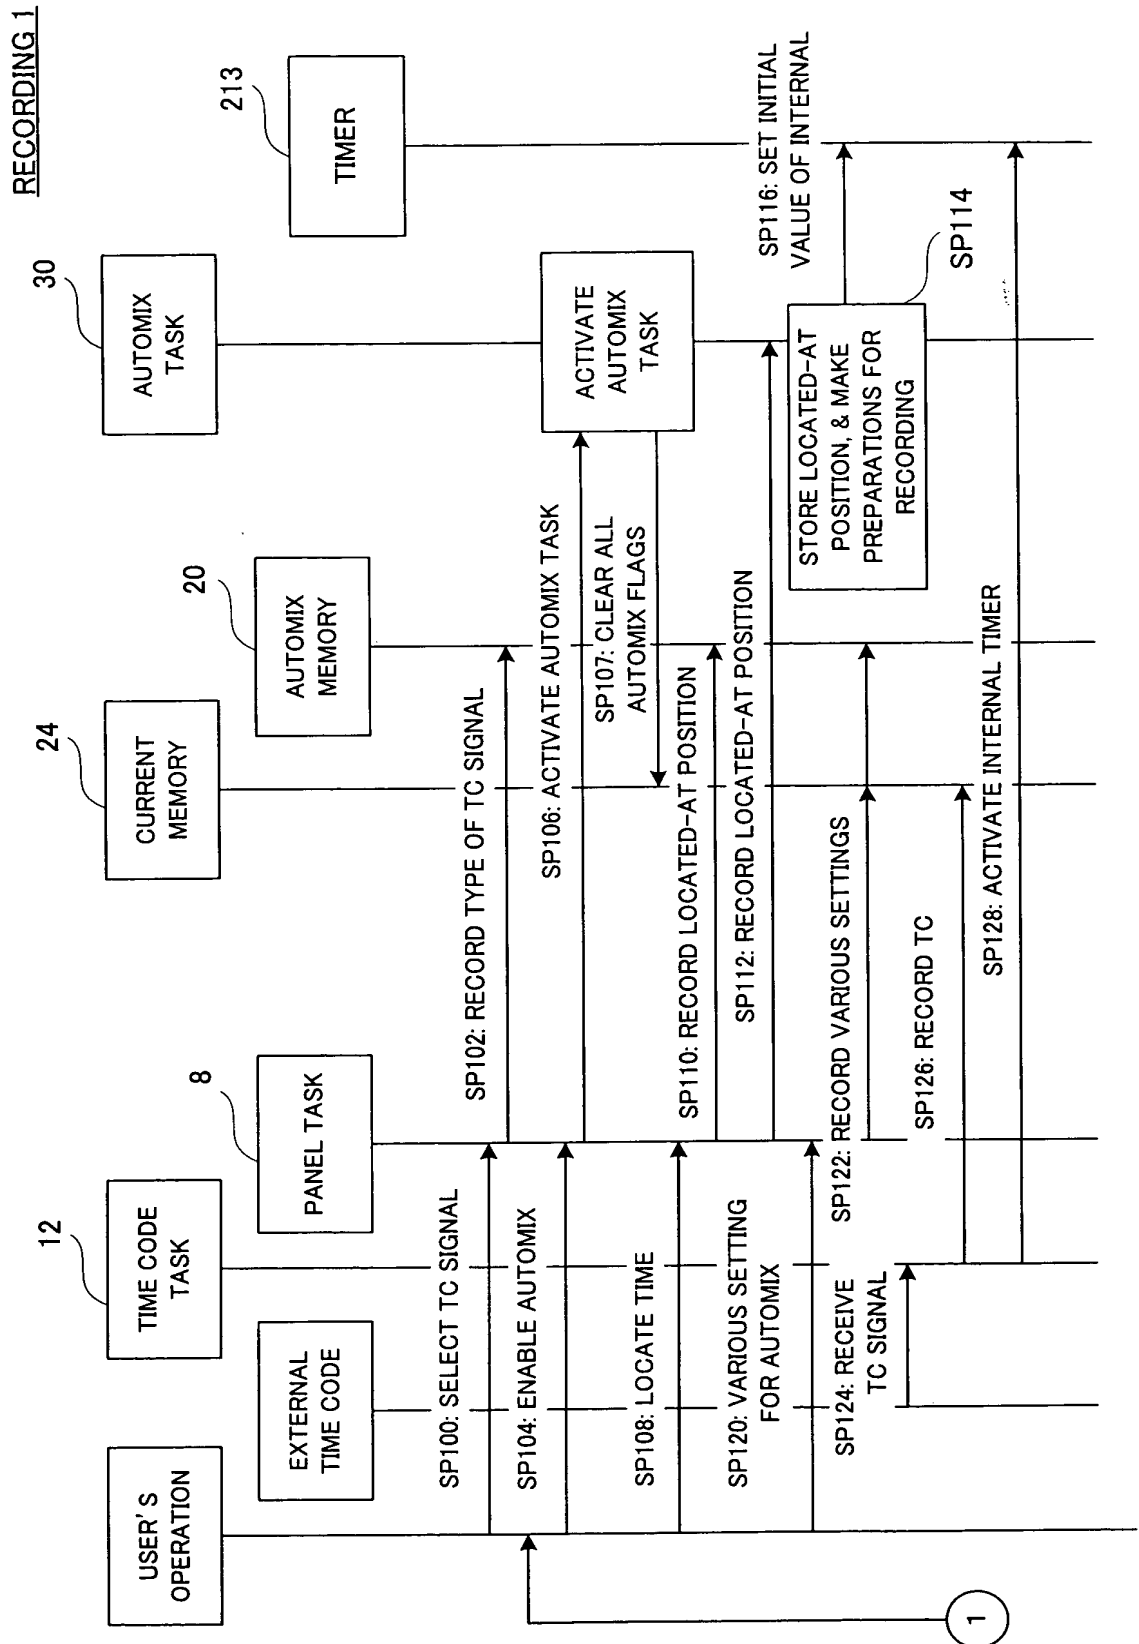 RECORDING 1
USER'S
OPERATION
EXTERNAL
TIME CODE
12
TIME CODE
TASK
8
PANEL TASK
24
CURRENT
MEMORY
20
AUTOMIX
MEMORY
30
AUTOMIX
TASK
213
TIMER
SP100: SELECT TC SIGNAL
SP102: RECORD TYPE OF TC SIGNAL
SP104: ENABLE AUTOMIX
SP106: ACTIVATE AUTOMIX TASK
ACTIVATE
AUTOMIX
TASK
SP107: CLEAR ALL
AUTOMIX FLAGS
SP108: LOCATE TIME
SP110: RECORD LOCATED-AT POSITION
SP112: RECORD LOCATED-AT POSITION
STORE LOCATED-AT
POSITION, & MAKE
PREPARATIONS FOR
RECORDING
SP114
SP116: SET INITIAL
VALUE OF INTERNAL
SP120: VARIOUS SETTING
FOR AUTOMIX
SP122: RECORD VARIOUS SETTINGS
SP124: RECEIVE
TC SIGNAL
SP126: RECORD TC
SP128: ACTIVATE INTERNAL TIMER
1